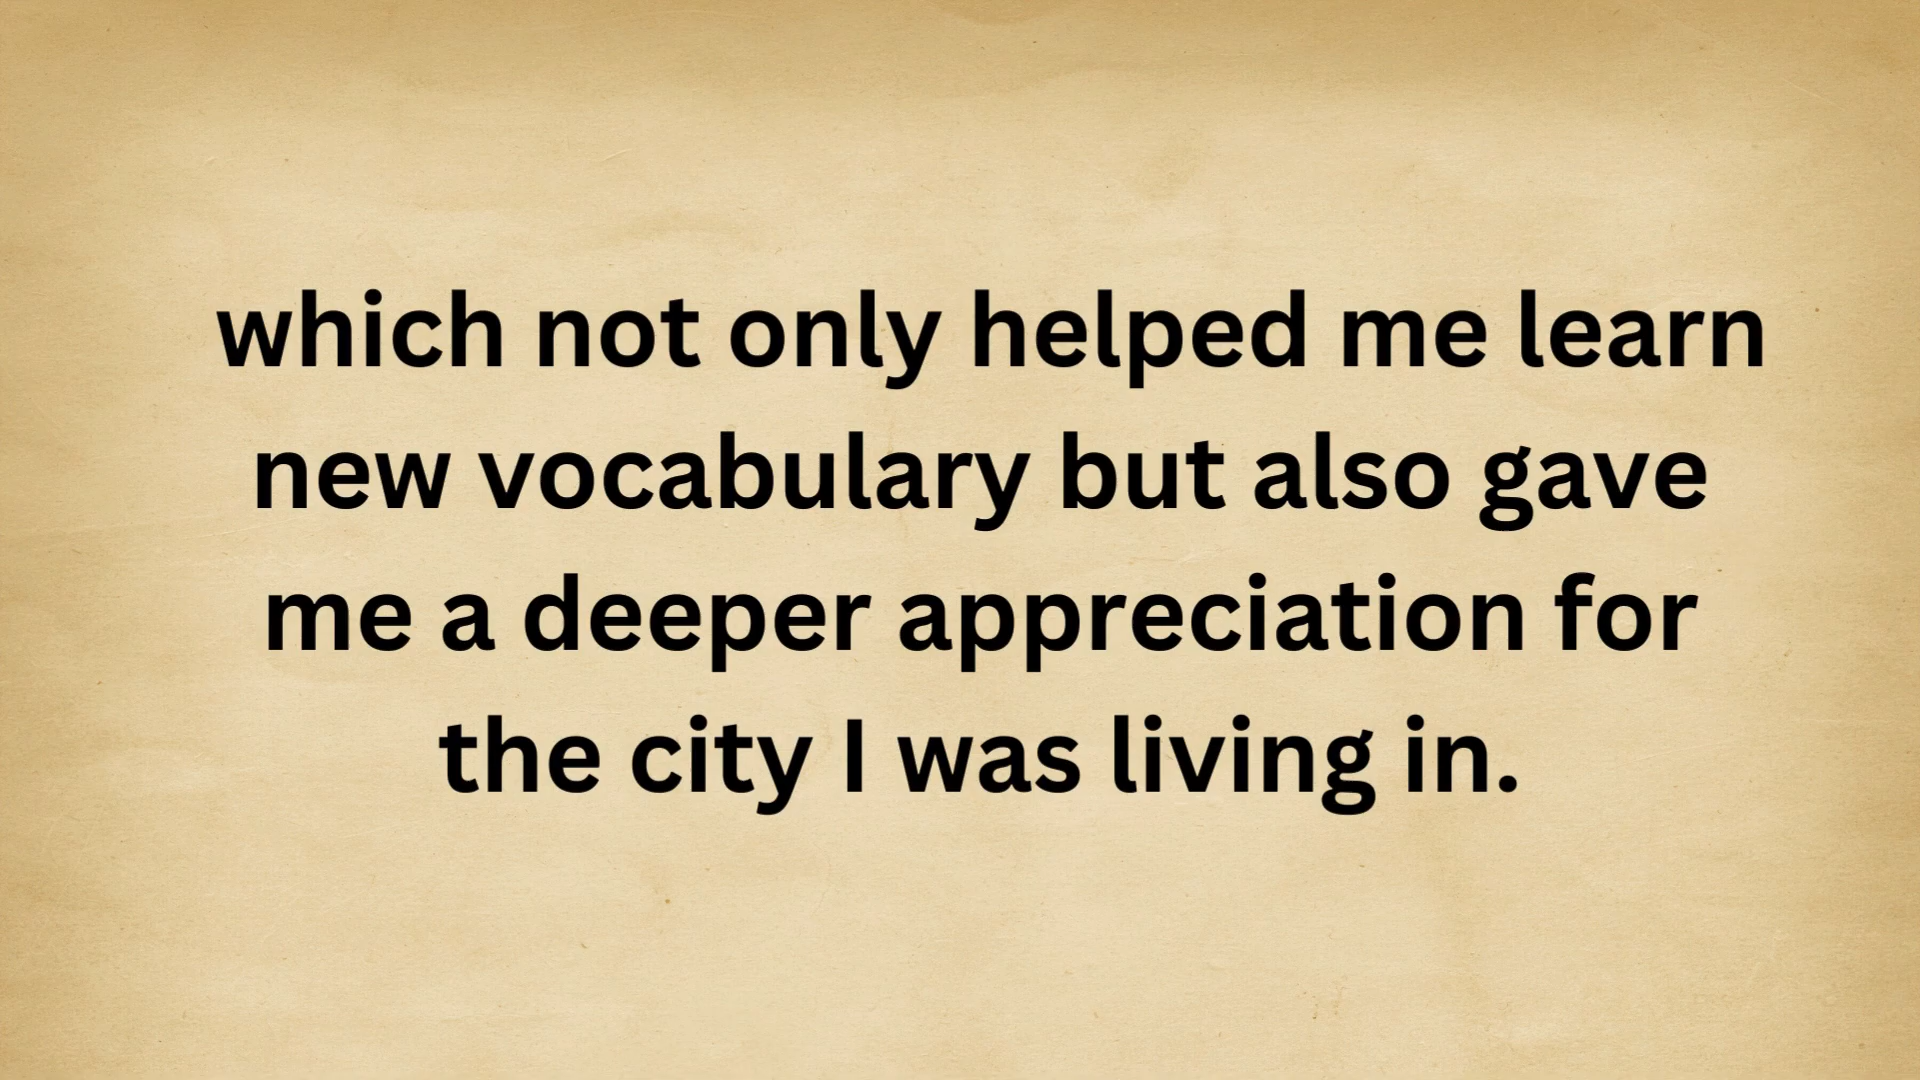 which not only helped me learn
new vocabulary but also gave
me a deeper appreciation for
the city I was living in.